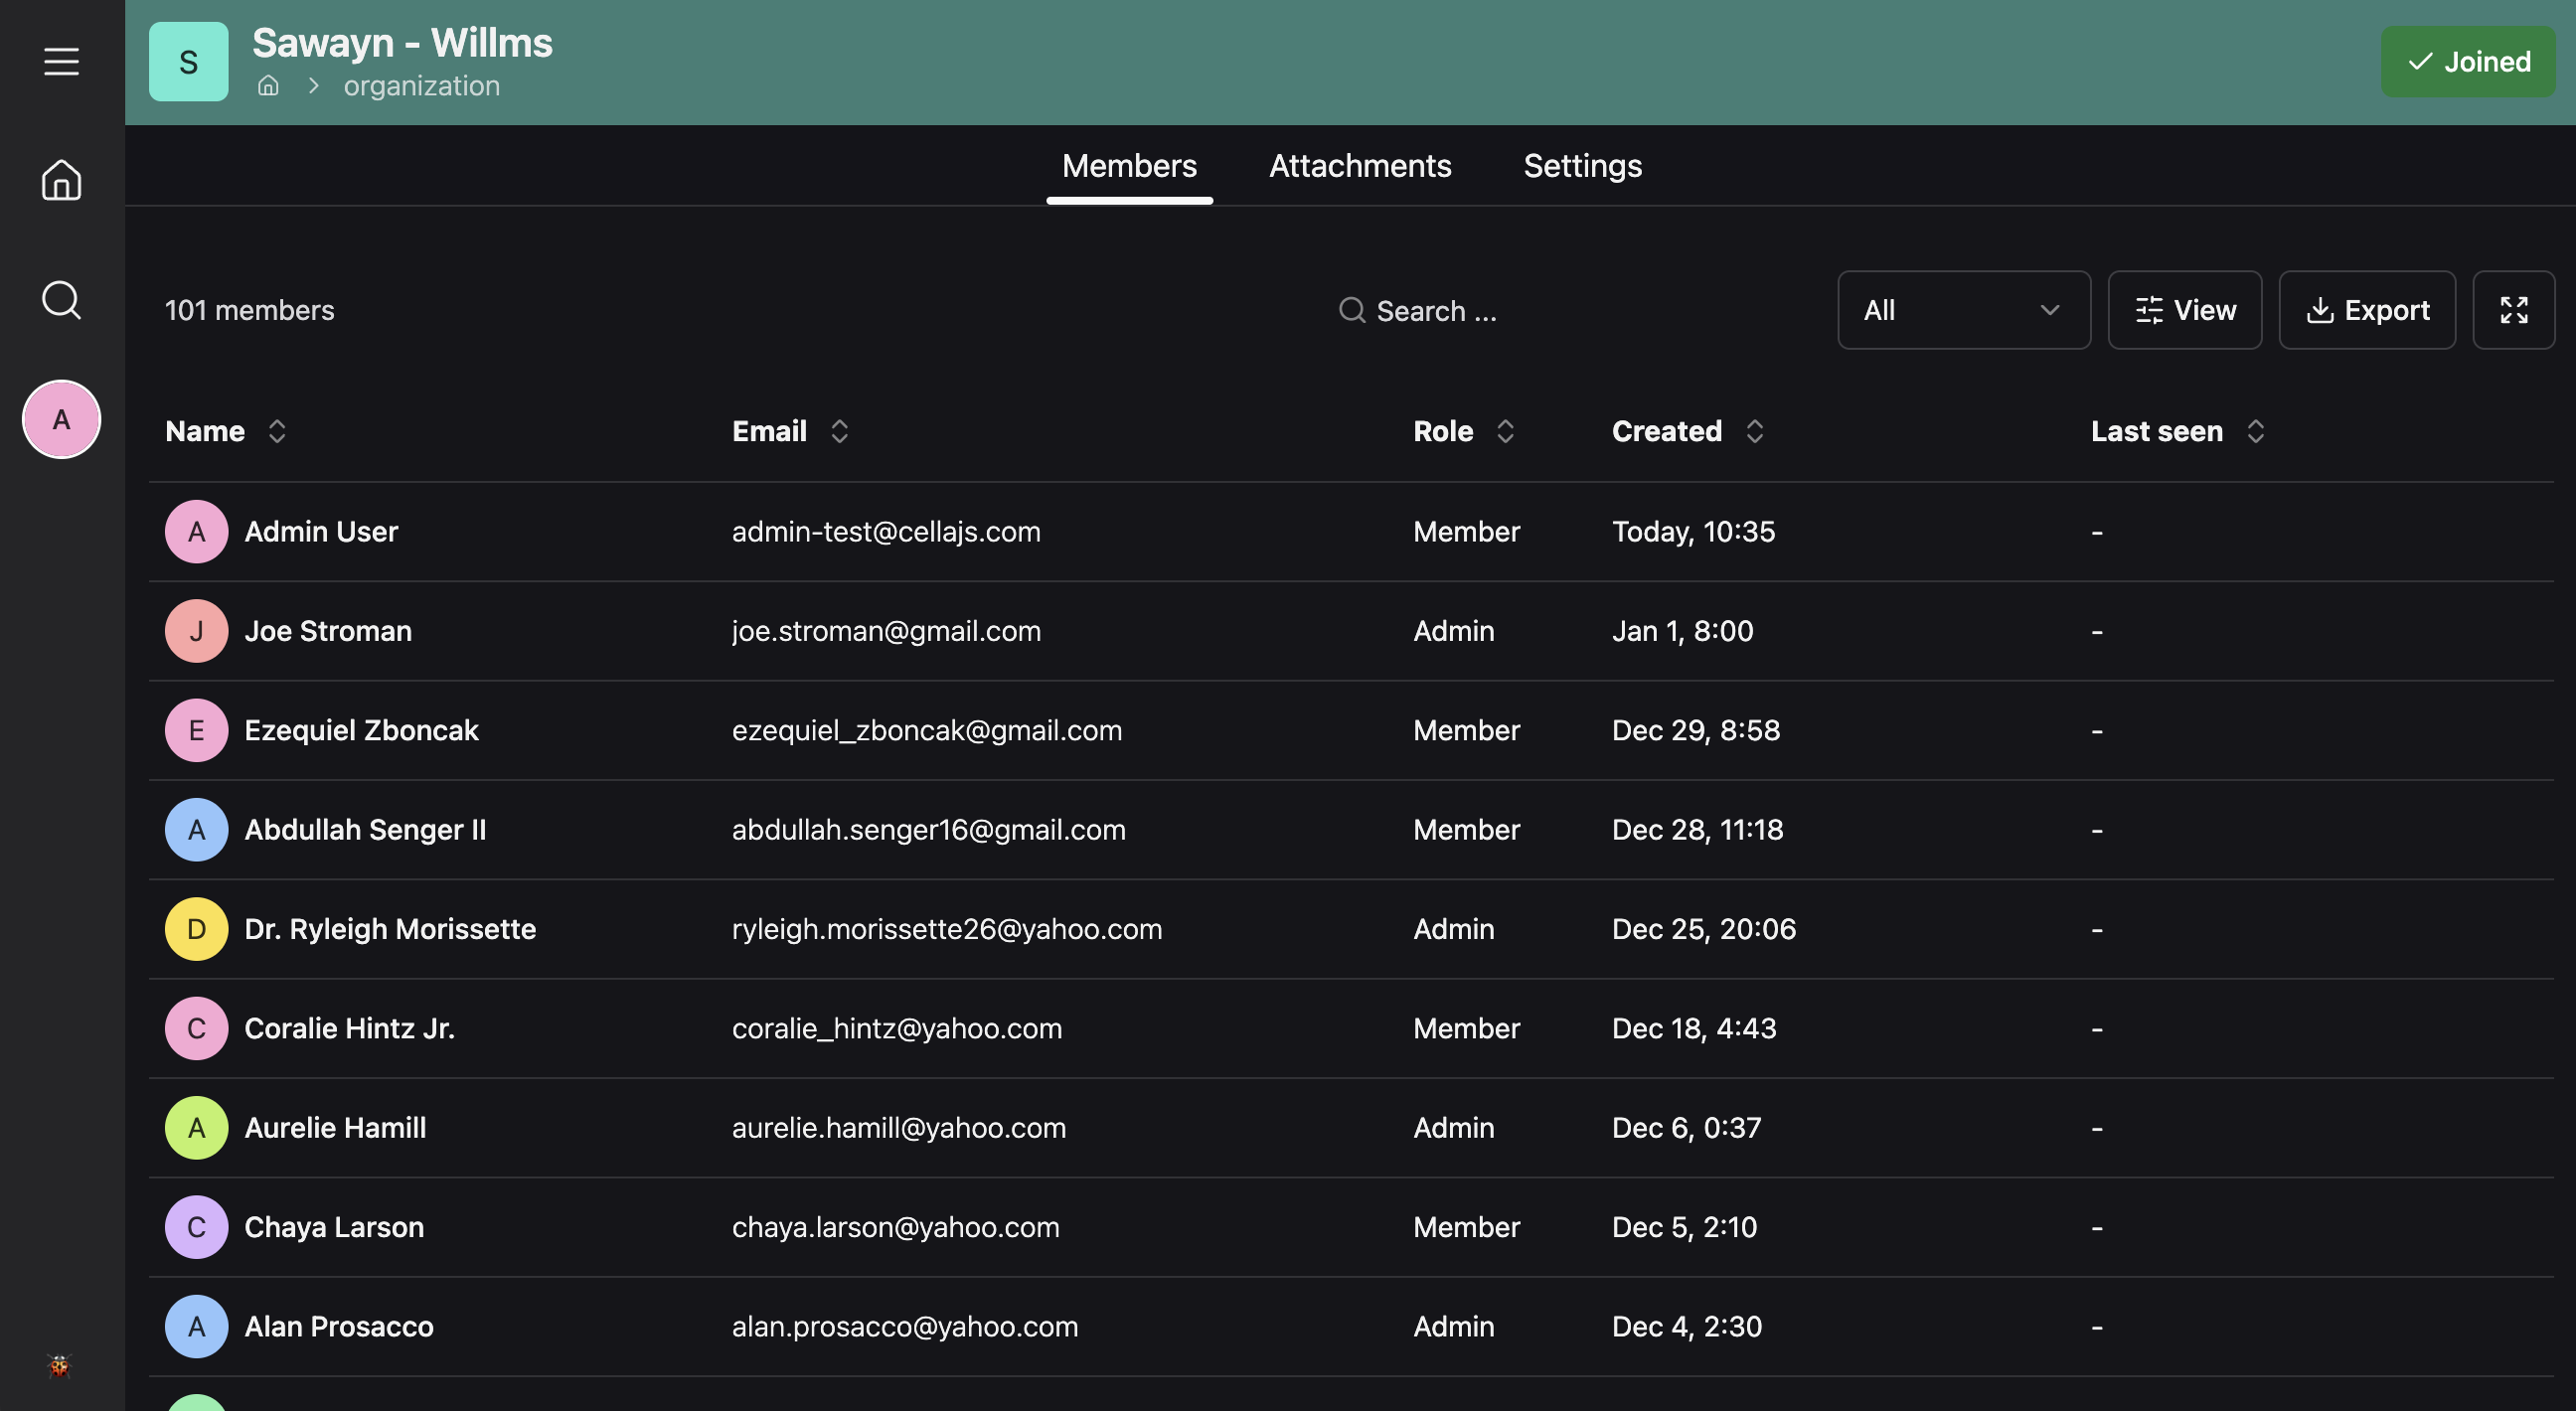 S
Sawayn - Willms
organization
Joined
Members Attachments Settings
A
101 members Search ... All View Export
Name Email Role Created Last seen
A Admin User admin-test@cellajs.com Member Today, 10:35 -
J Joe Stroman joe.stroman@gmail.com Admin Jan 1, 8:00 -
E Ezequiel Zboncak ezequiel_zboncak@gmail.com Member Dec 29, 8:58 -
A Abdullah Senger II abdullah.senger16@gmail.com Member Dec 28, 11:18 -
D Dr. Ryleigh Morissette ryleigh.morissette26@yahoo.com Admin Dec 25, 20:06 -
C Coralie Hintz Jr. coralie_hintz@yahoo.com Member Dec 18, 4:43 -
A Aurelie Hamill aurelie.hamill@yahoo.com Admin Dec 6, 0:37 -
C Chaya Larson chaya.larson@yahoo.com Member Dec 5, 2:10 -
A Alan Prosacco alan.prosacco@yahoo.com Admin Dec 4, 2:30 -